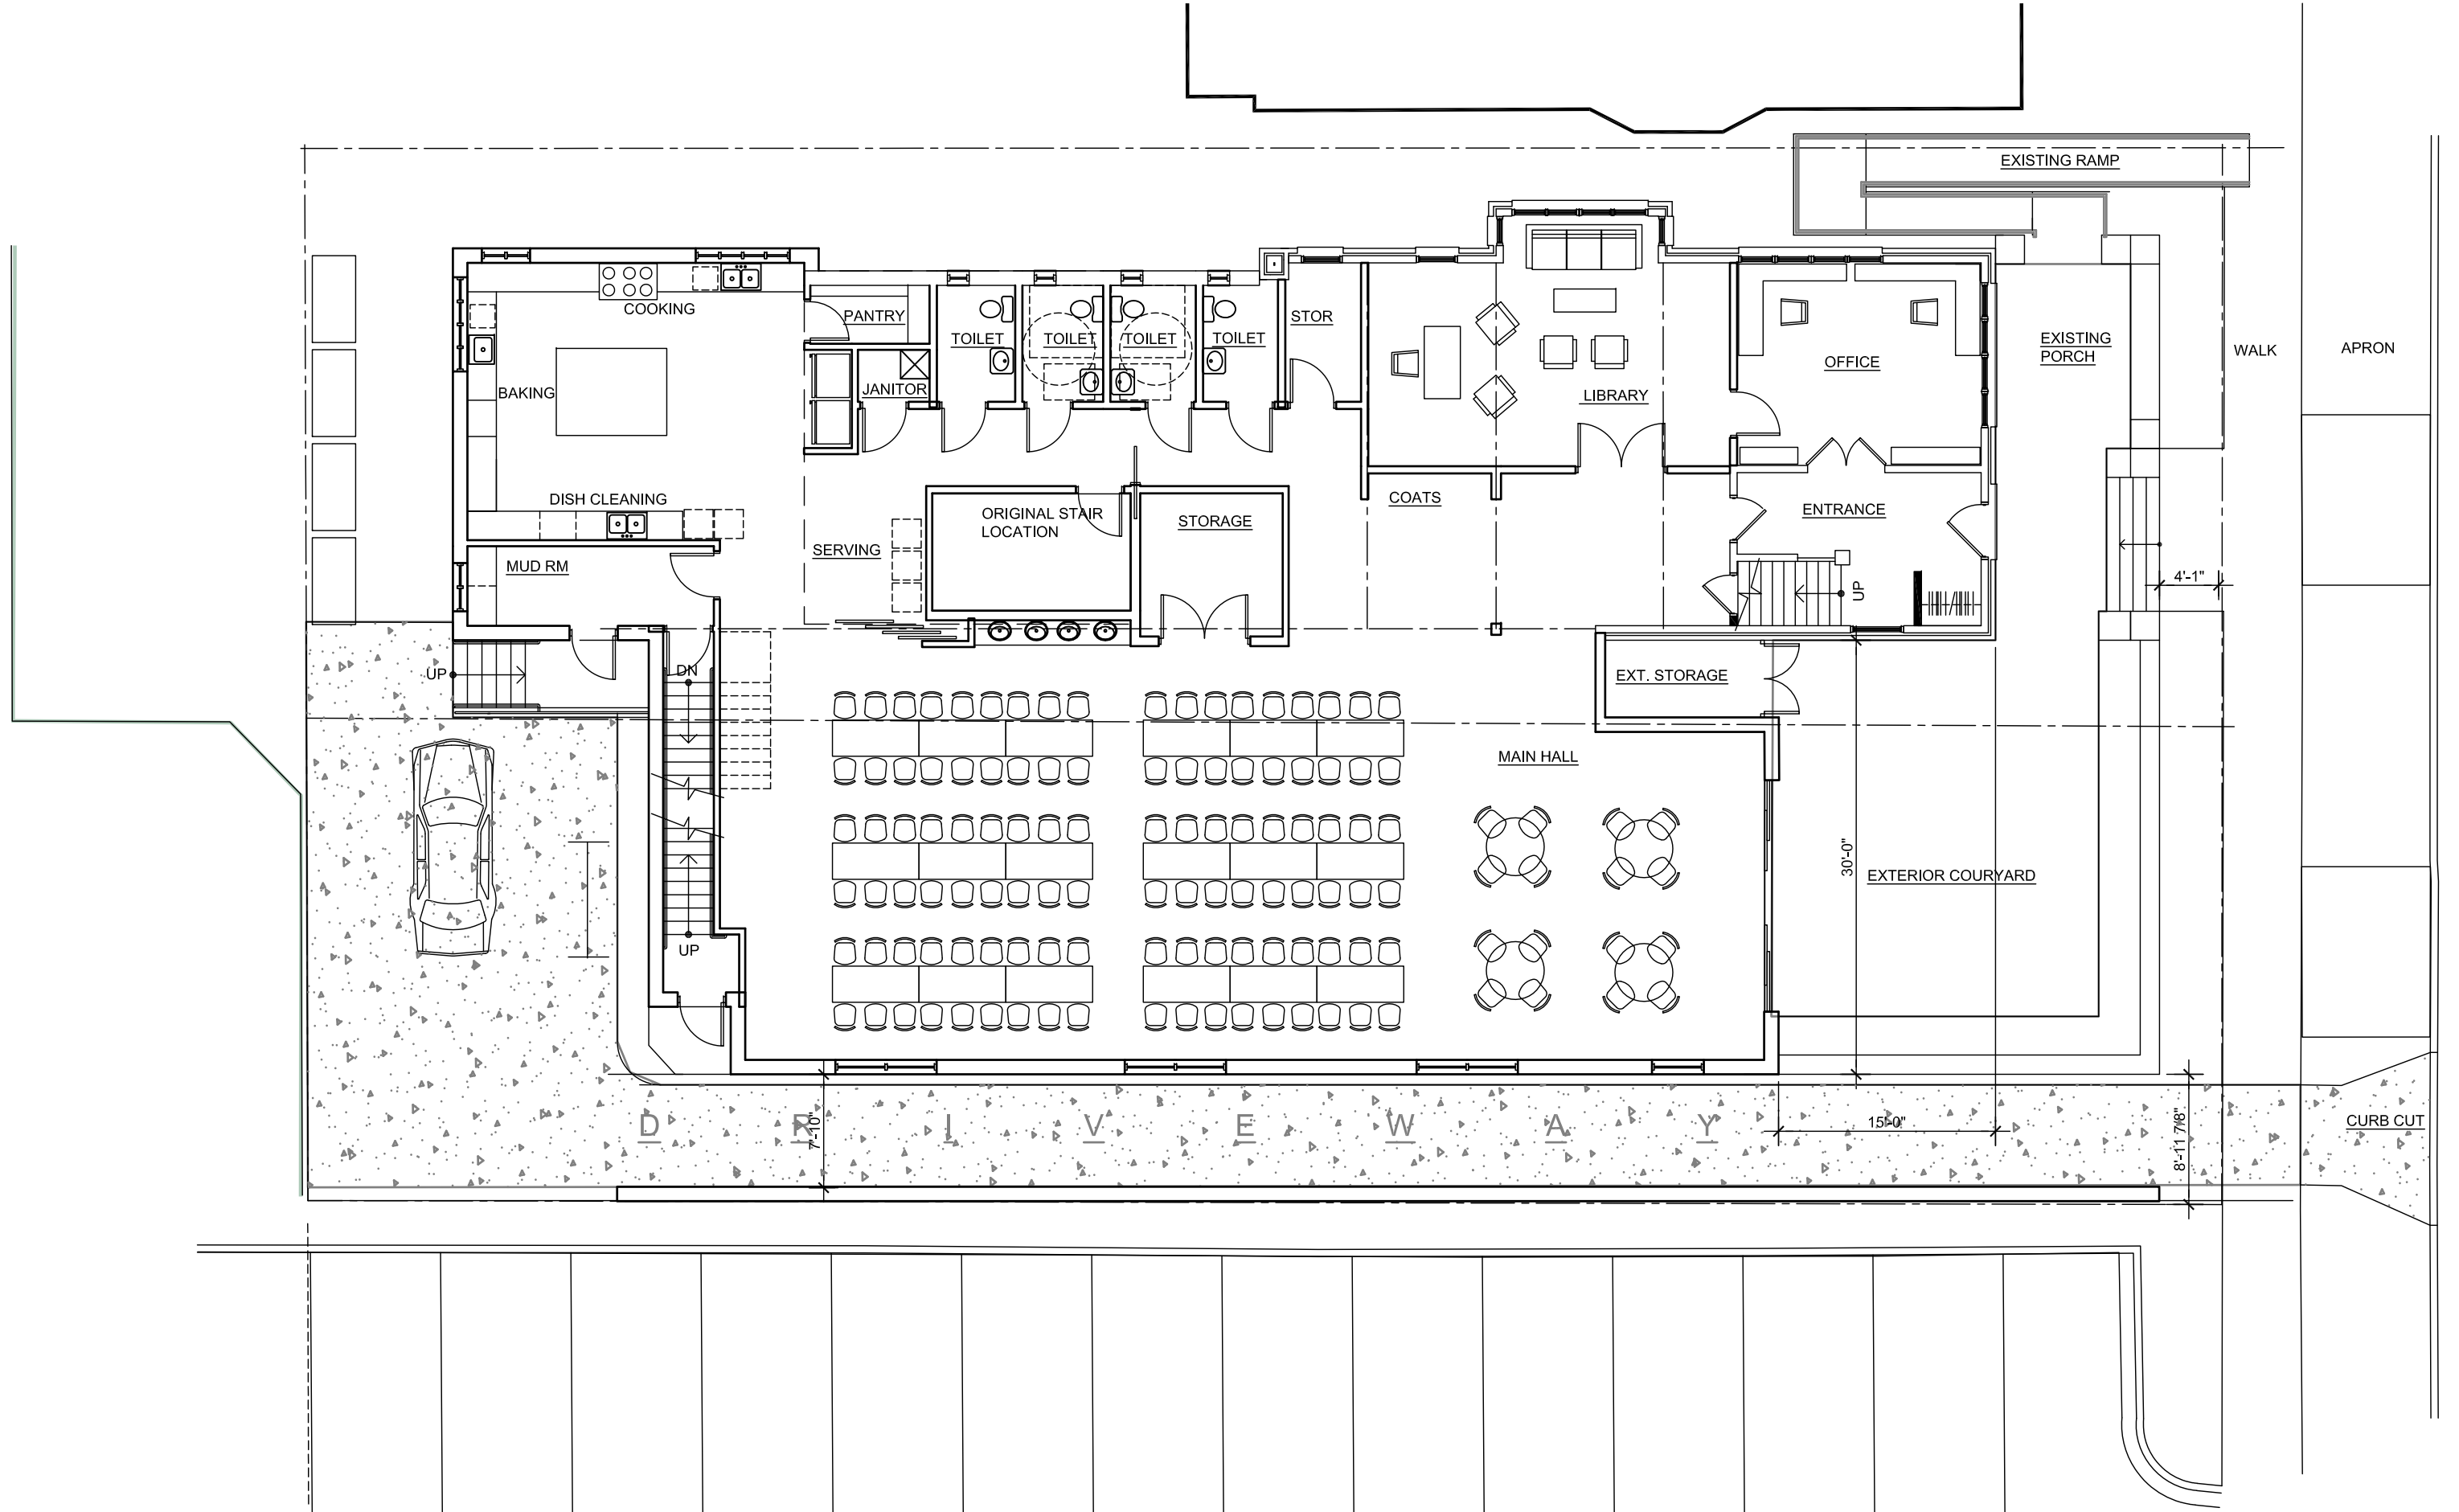 EXISTING RAMP
COOKING
PANTRY
STOR
TOILET
TOILET
TOILET
TOILET
EXISTING
PORCH
WALK
APRON
OFFICE
BAKING
JANITOR
LIBRARY
DISH CLEANING
COATS
ORIGINAL STAIR
LOCATION
STORAGE
ENTRANCE
SERVING
MUD RM
4'-1"
UP
UP
DN
EXT. STORAGE
MAIN HALL
30'-0"
EXTERIOR COURYARD
UP
D R I V E W A Y
7'-10"
15'-0"
8'-11 7/8"
CURB CUT